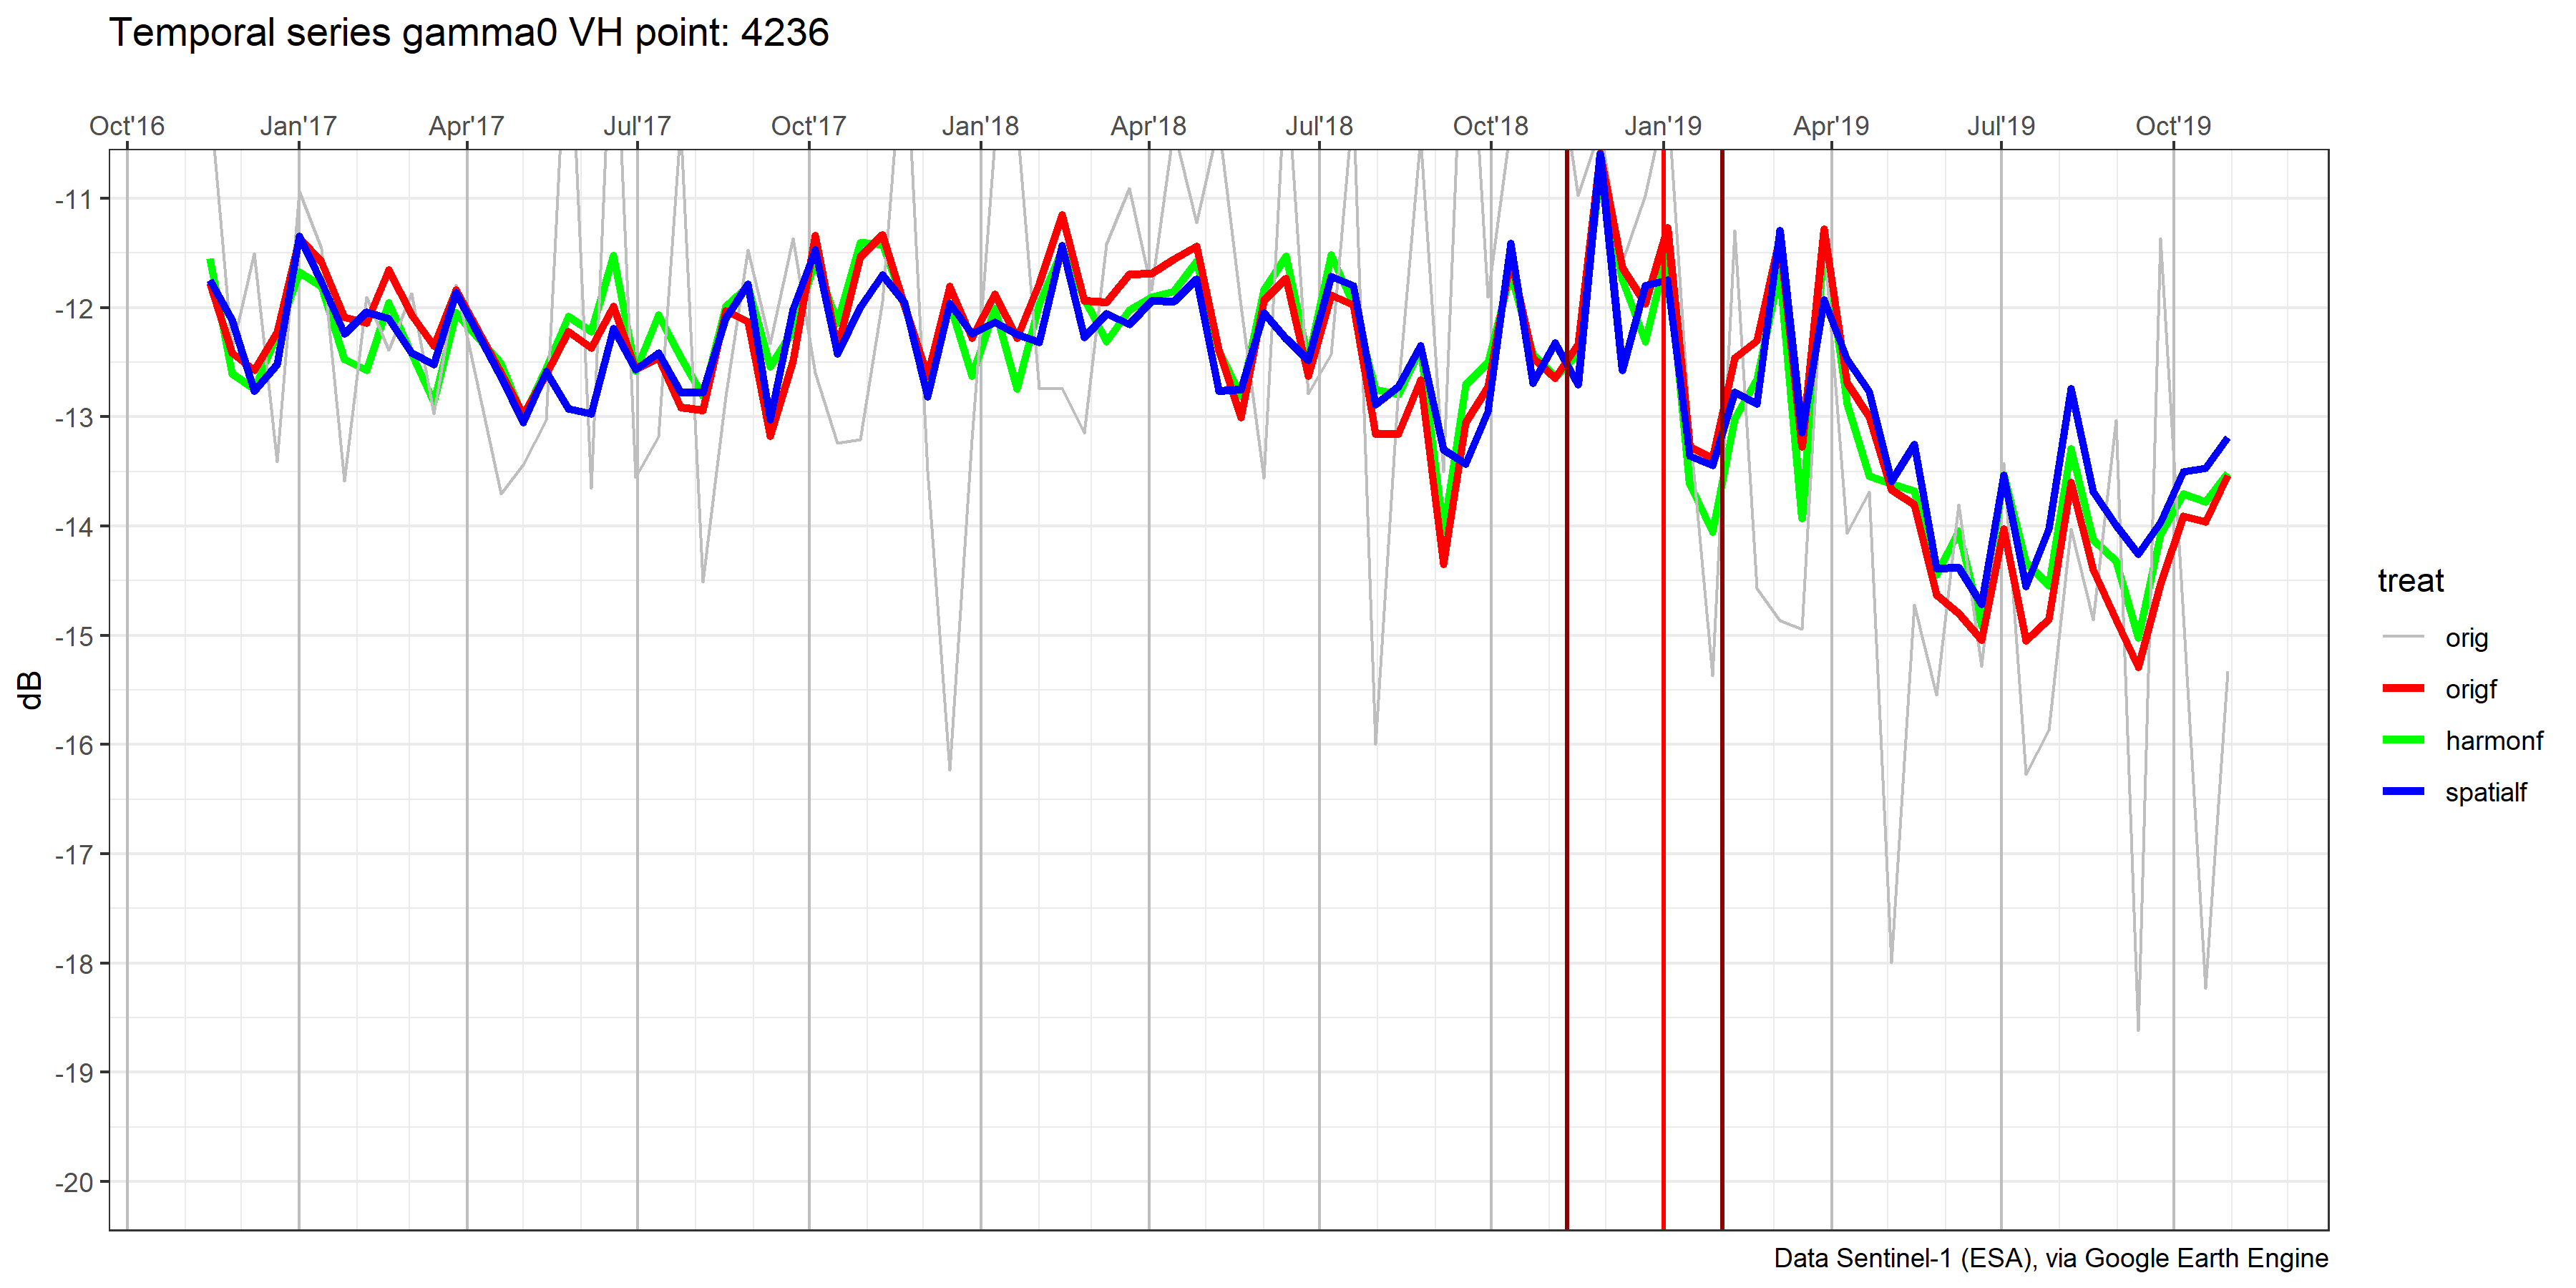 Temporal series gamma0 VH point: 4236
Oct'16 Jan'17 Apr'17 Jul'17 Oct'17 Jan'18 Apr'18 Jul'18 Oct'18 Jan'19 Apr'19 Jul'19 Oct'19
-11
-12
-13
-14
-15
-16
-17
-18
-19
-20
dB
treat
orig
origf
harmonf
spatialf
Data Sentinel-1 (ESA), via Google Earth Engine